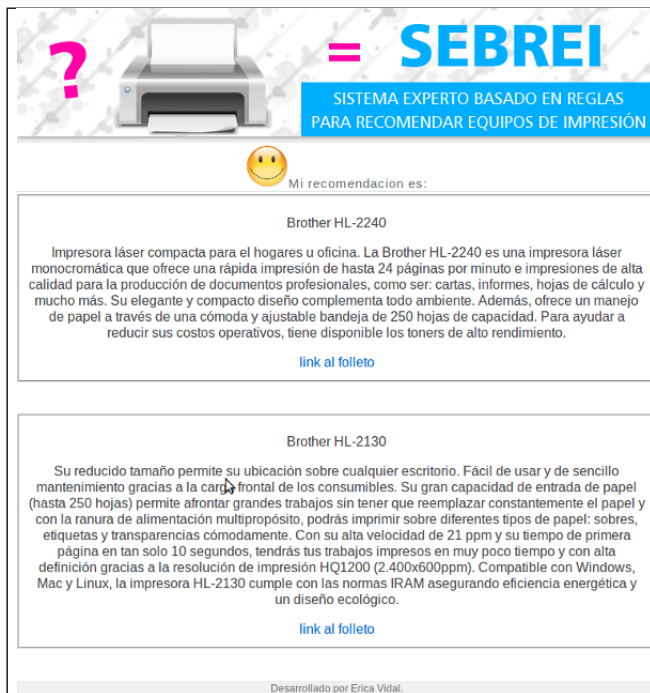 ?
= SEBREI
SISTEMA EXPERTO BASADO EN REGLAS
PARA RECOMENDAR EQUIPOS DE IMPRESIÓN
Mi recomendacion es:
Brother HL-2240
Impresora láser compacta para el hogares u oficina. La Brother HL-2240 es una impresora láser
monocromática que ofrece una rápida impresión de hasta 24 páginas por minuto e impresiones de alta
calidad para la producción de documentos profesionales, como ser: cartas, informes, hojas de cálculo y
mucho más. Su elegante y compacto diseño complementa todo ambiente. Además, ofrece un manejo
de papel a través de una cómoda y ajustable bandeja de 250 hojas de capacidad. Para ayudar a
reducir sus costos operativos, tiene disponible los toners de alto rendimiento.
link al folleto
Brother HL-2130
Su reducido tamaño permite su ubicación sobre cualquier escritorio. Fácil de usar y de sencillo
mantenimiento gracias a la carga frontal de los consumibles. Su gran capacidad de entrada de papel
(hasta 250 hojas) permite afrontar grandes trabajos sin tener que reemplazar constantemente el papel y
con la ranura de alimentación multipropósito, podrás imprimir sobre diferentes tipos de papel: sobres,
etiquetas y transparencias cómodamente. Con su alta velocidad de 21 ppm y su tiempo de primera
página en tan solo 10 segundos, tendrás tus trabajos impresos en muy poco tiempo y con alta
definición gracias a la resolución de impresión HQ1200 (2.400x600ppm). Compatible con Windows,
Mac y Linux, la impresora HL-2130 cumple con las normas IRAM asegurando eficiencia energética y
un diseño ecológico.
link al folleto
Desarrollado por Erica Vidal.